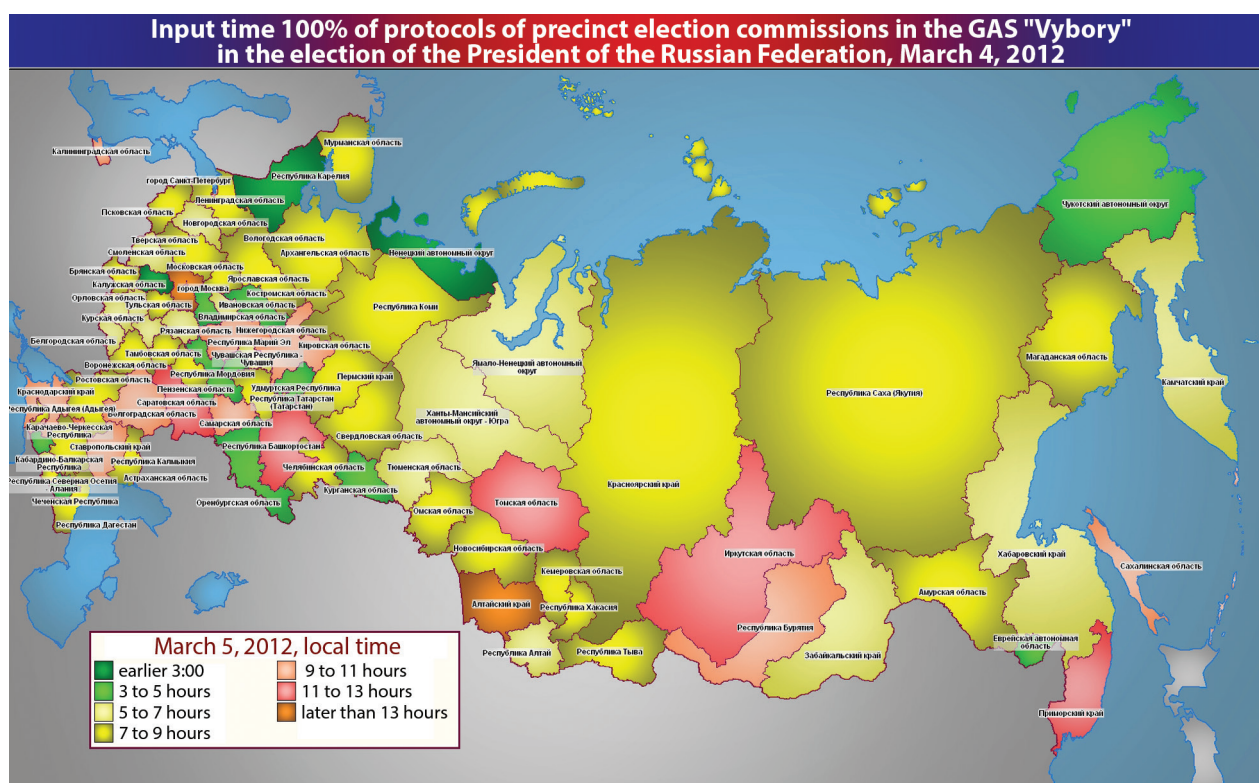 Input time 100% of protocols of precinct election commissions in the GAS "Vybory"
in the election of the President of the Russian Federation, March 4, 2012
Мурманская область
Калининградская область
Республика Карелия
город Санкт-Петербург
Ленинградская область
Чукотский автономный округ
Псковская область
Новгородская область
Тверская область
Вологодская область
Смоленская область
Архангельская область
Ненецкий автономный округ
Московская область
Брянская область
Ярославская область
Калужская область
город Москва
Костромская область
Орловская область
Тульская область
Ивановская область
Республика Коми
Владимирская область
Курская область
Рязанская область
Нижегородская область
Белгородская область
Республика Марий Эл
Кировская область
Тамбовская область
Чувашская Республика -
Чувашия
Ямало-Ненецкий автономный
округ
Магаданская область
Воронежская область
Республика Мордовия
Пермский край
Ростовская область
Пензенская область
Удмуртская Республика
Республика Саха (Якутия)
Камчатский край
Краснодарский край
Саратовская область
Республика Татарстан
(Татарстан)
Республика Адыгея (Адыгея)
Волгоградская область
Ханты-Мансийский
автономный округ - Югра
Самарская область
Карачаево-Черкесская
Республика
Свердловская область
Ставропольский край
Республика Башкортостан
Кабардино-Балкарская
Республика
Республика Калмыкия
Челябинская область
Тюменская область
Астраханская область
Республика Северная Осетия
- Алания
Курганская область
Красноярский край
Чеченская Республика
Оренбургская область
Томская область
Омская область
Республика Дагестан
Новосибирская область
Иркутская область
Хабаровский край
Сахалинская область
Кемеровская область
Амурская область
Алтайский край
Республика Хакасия
Республика Бурятия
Еврейская автономная
область
Республика Алтай
Республика Тыва
Забайкальский край
Приморский край
March 5, 2012, local time
earlier 3:00
3 to 5 hours
5 to 7 hours
7 to 9 hours
9 to 11 hours
11 to 13 hours
later than 13 hours